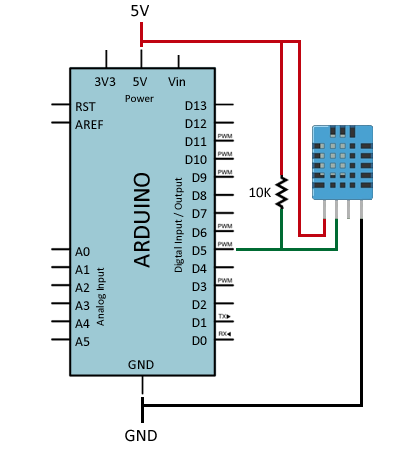 5V
3V3 5V Vin
Power
RST
AREF
D13
D12
PWM
D11
PWM
D10
PWM
D9
D8
D7
PWM
D6
PWM
D5
D4
PWM
D3
D2
TX▶
D1
RX◀
D0
ARDUINO
Digtal Input / Output
A0
A1
A2
A3
A4
A5
Analog Input
GND
GND
10K